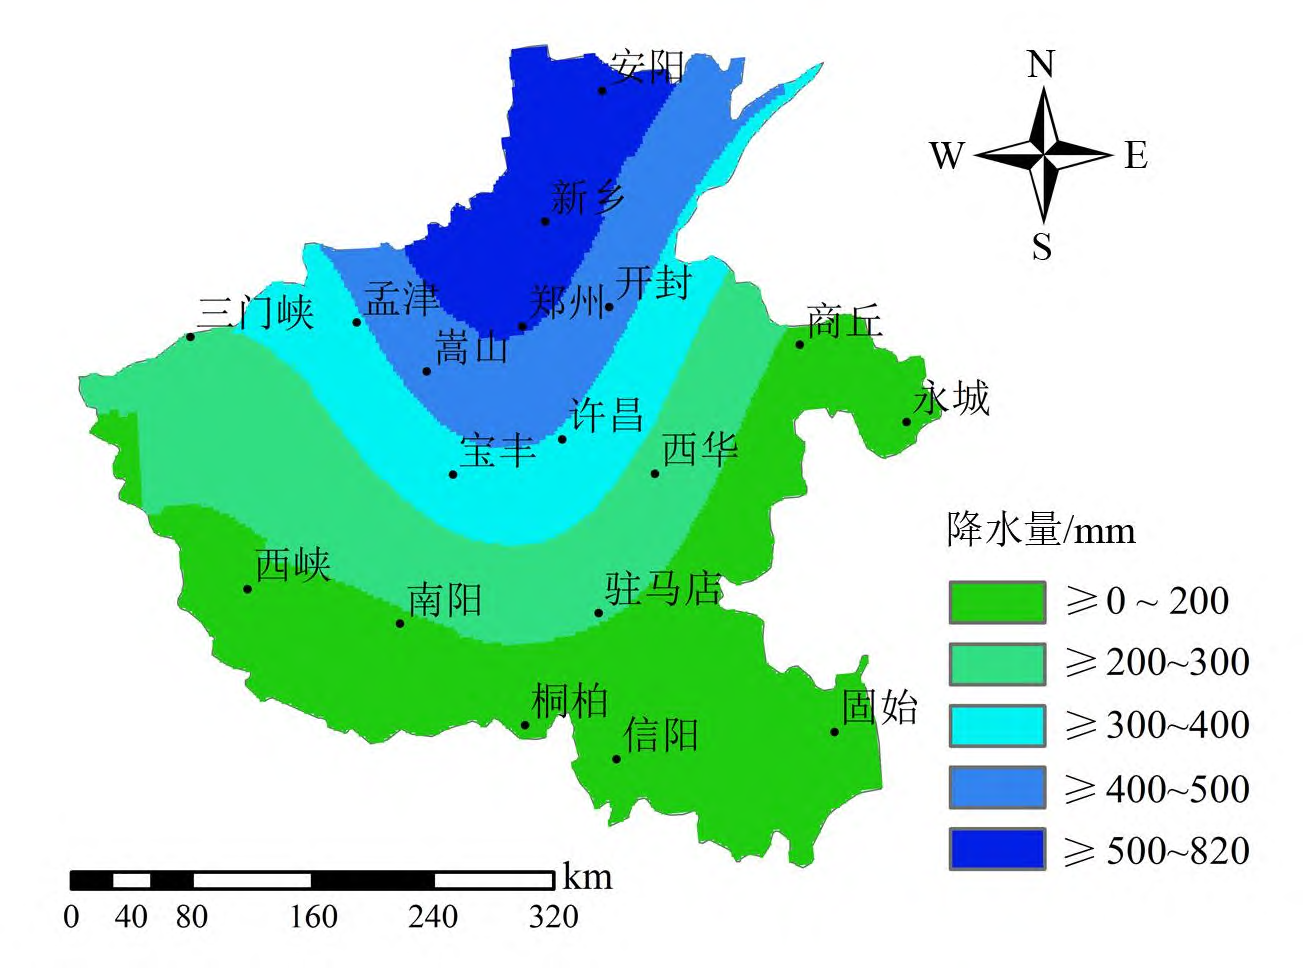 安阳
N
W
E
新乡
S
孟津
郑州
开封
三门峡
嵩山
商丘
许昌
永城
宝丰
西华
降水量/mm
西峡
南阳
驻马店
≥ 0 ~ 200
≥ 200~300
桐柏
固始
≥ 300~400
信阳
≥ 400~500
≥ 500~820
km
0 40 80 160 240 320